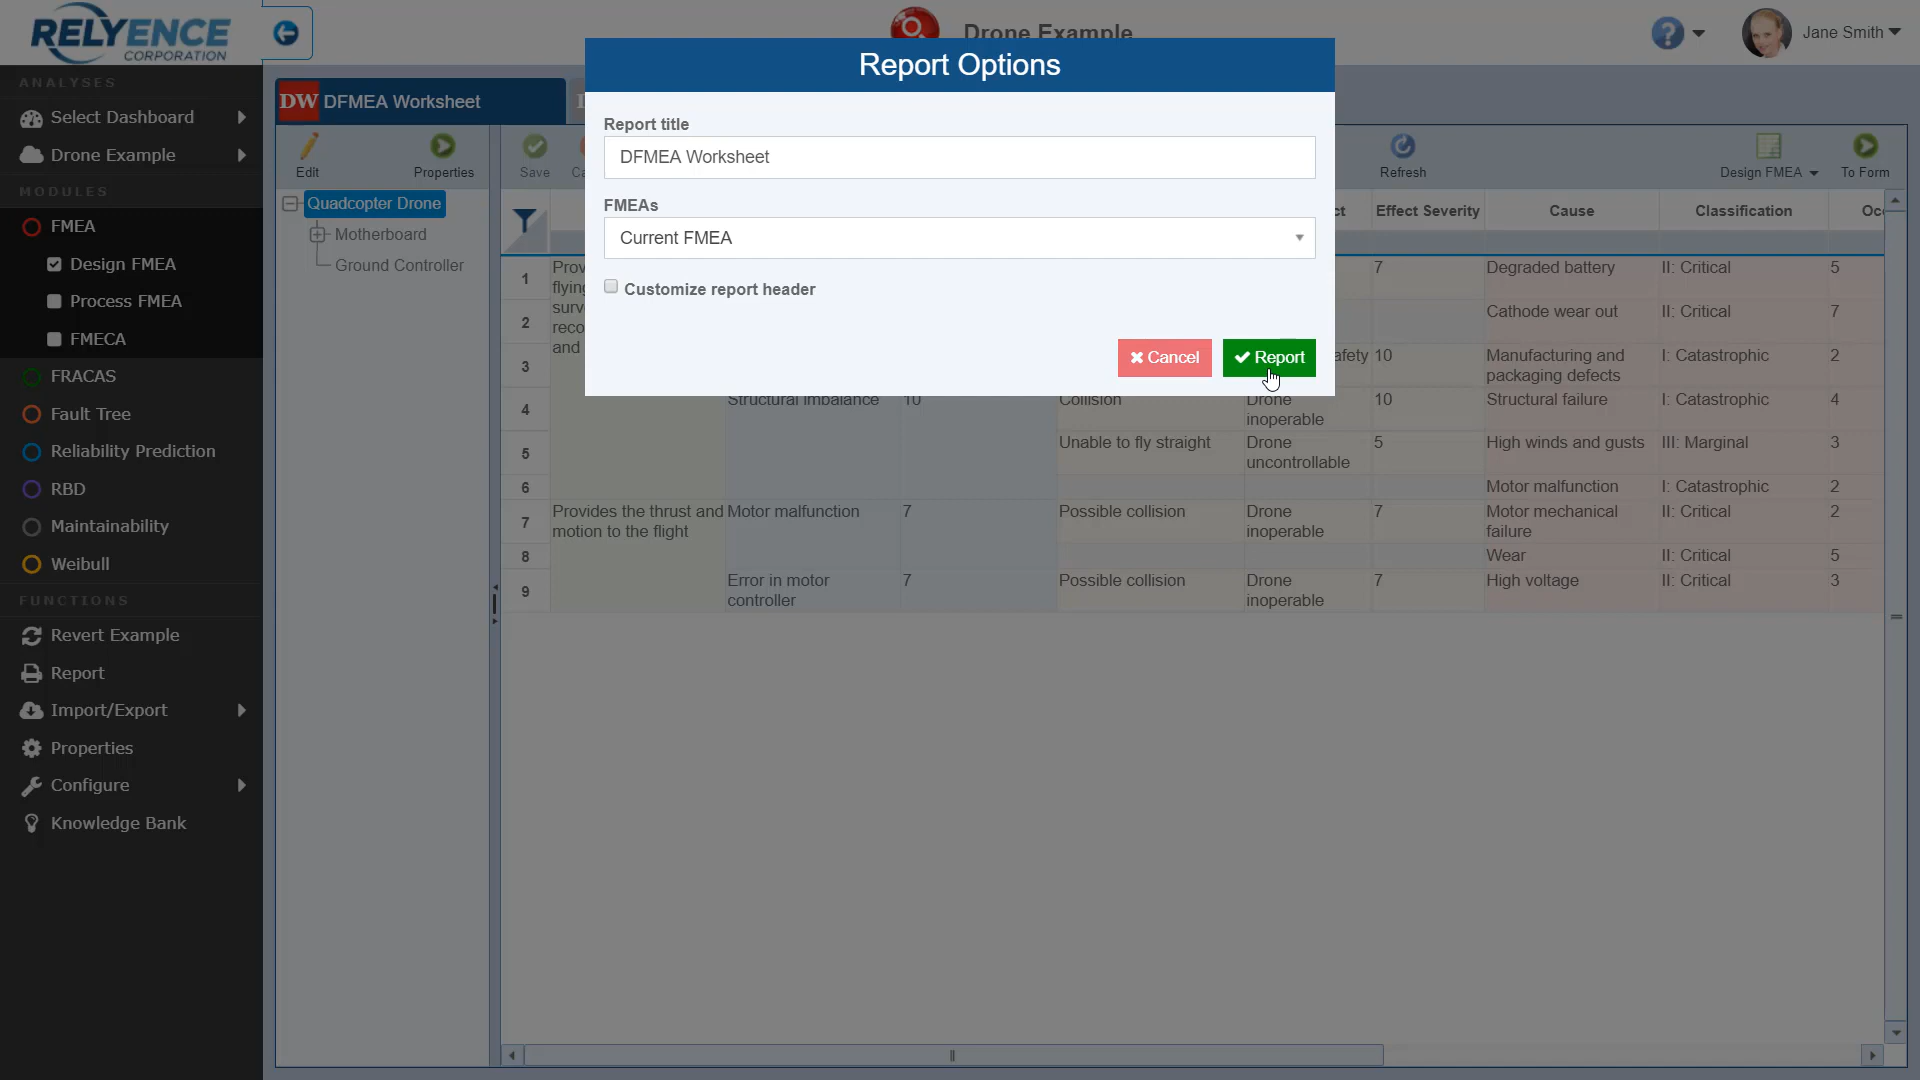 RELYENCE
CORPORATION
Drone Example
Jane Smith
ANALYSES
Select Dashboard
Drone Example
MODULES
FMEA
Design FMEA
Process FMEA
FMECA
FRACAS
Fault Tree
Reliability Prediction
RBD
Maintainability
Weibull
FUNCTIONS
Revert Example
Report
Import/Export
Properties
Configure
Knowledge Bank
DW DFMEA Worksheet
Edit
Properties
Quadcopter Drone
Motherboard
Ground Controller
Save
Refresh
Design FMEA
To Form
Report Options
Report title
DFMEA Worksheet
FMEAs
Current FMEA
Customize report header
Cancel
Report
Effect Severity Cause Classification
1 7 Degraded battery II: Critical 5
2 Cathode wear out II: Critical 7
3 10 Manufacturing and I: Catastrophic 2
packaging defects
and
4 Structural imbalance 10 Collision Drone 10 Structural failure I: Catastrophic 4
inoperable
5 Unable to fly straight Drone 5 High winds and gusts III: Marginal 3
uncontrollable
6 Motor malfunction I: Catastrophic 2
7 Provides the thrust and Motor malfunction 7 Possible collision Drone 7 Motor mechanical II: Critical 2
motion to the flight inoperable failure
8 Wear II: Critical 5
9 Error in motor 7 Possible collision Drone 7 High voltage II: Critical 3
controller inoperable